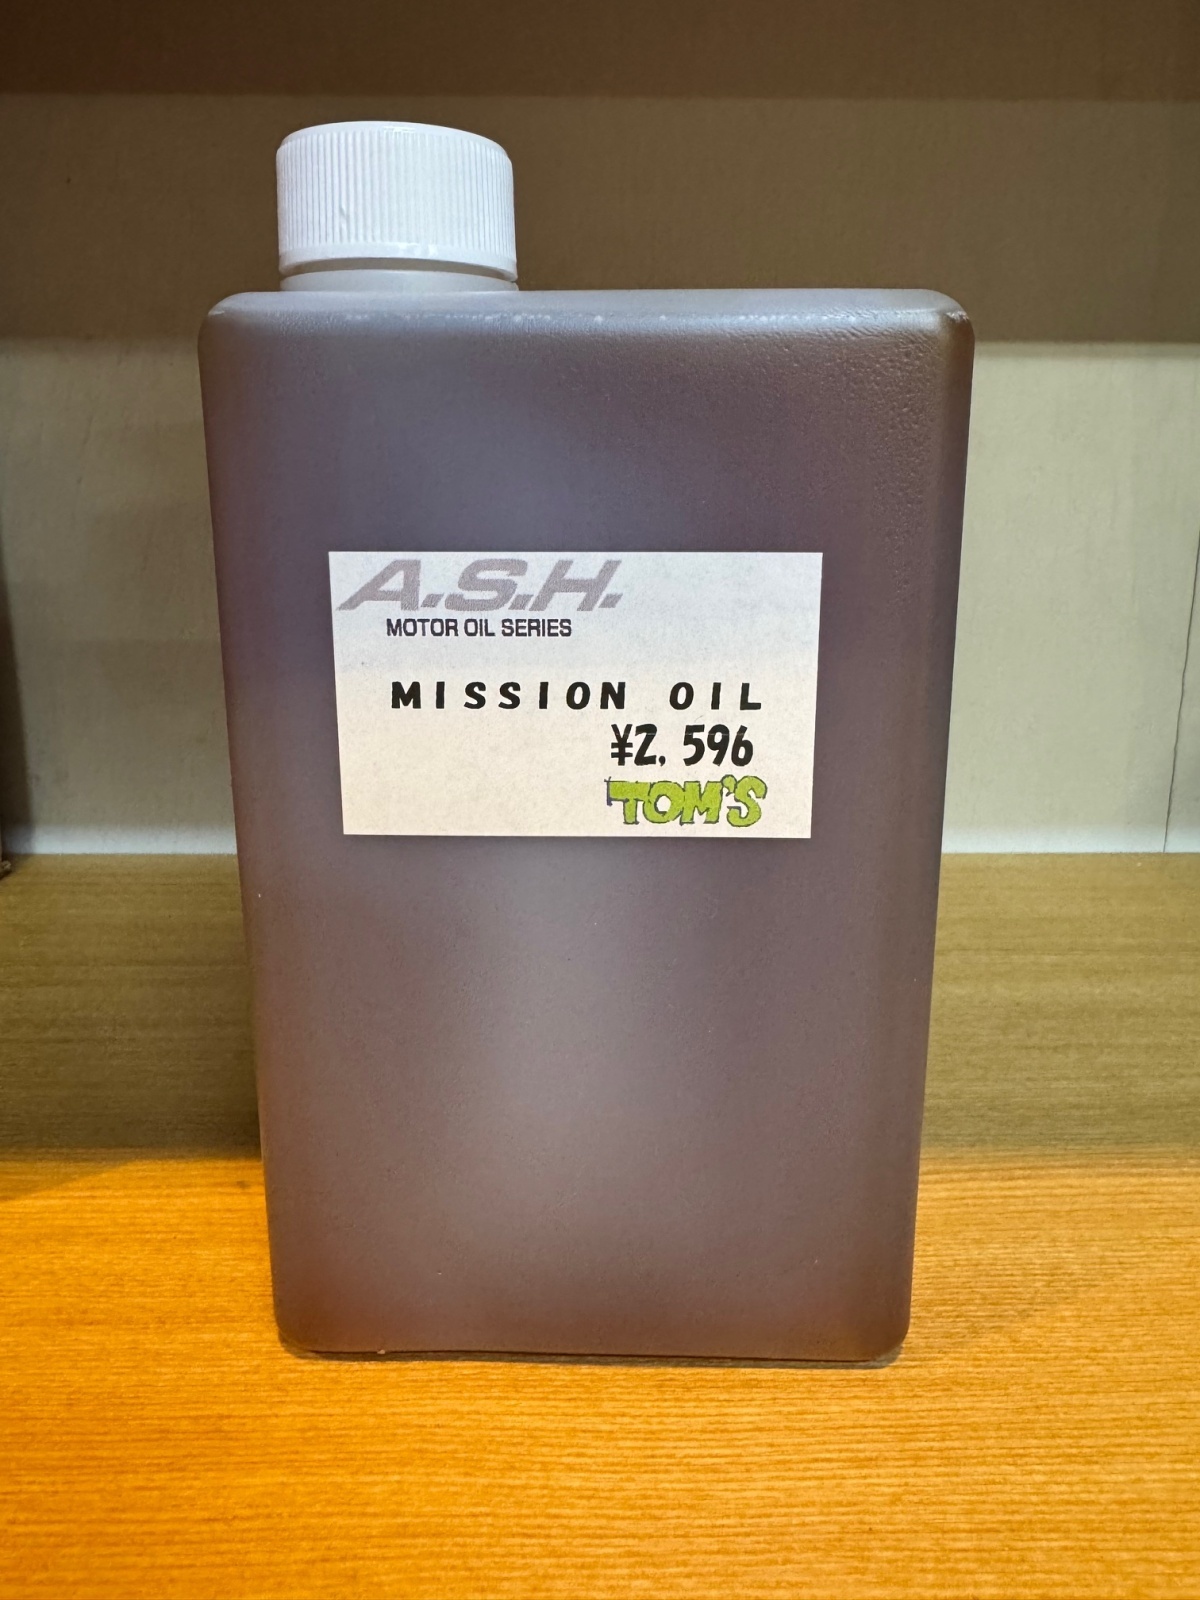 A.S.H.
MOTOR OIL SERIES
MISSION OIL
¥2,596
TOM'S